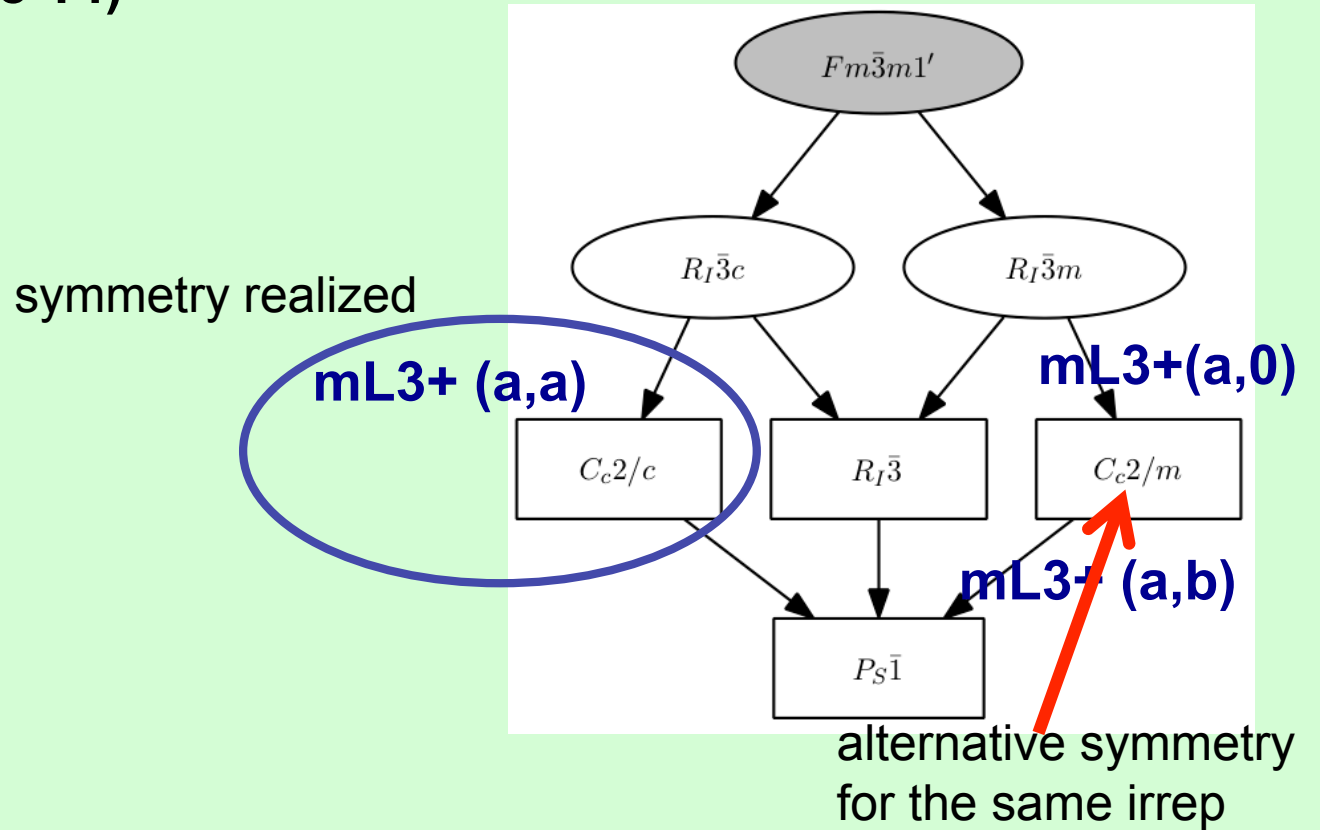 Fm3̄m1′
R_I3̄c
R_I3̄m
symmetry realized
mL3+ (a,a)
mL3+(a,0)
C_c2/c
R_I3̄
C_c2/m
mL3+ (a,b)
P_S1̄
alternative symmetry
for the same irrep